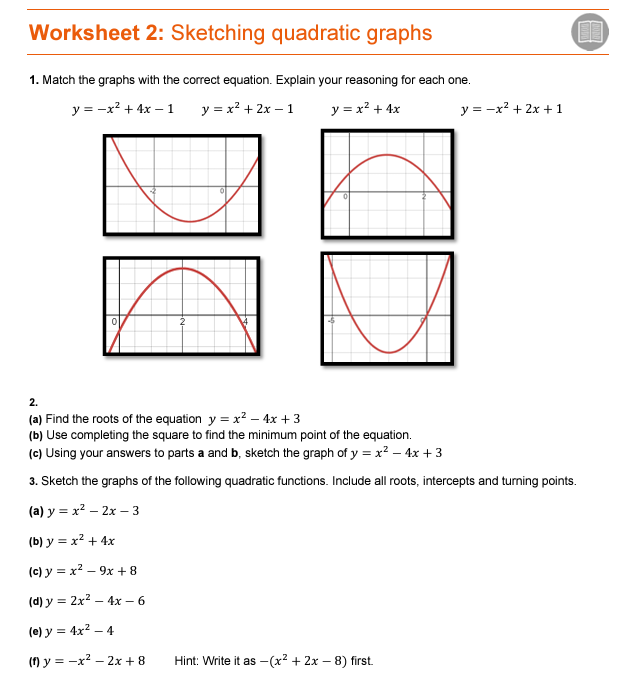 Worksheet 2: Sketching quadratic graphs
1. Match the graphs with the correct equation. Explain your reasoning for each one.
y = −x² + 4x − 1 y = x² + 2x − 1 y = x² + 4x y = −x² + 2x + 1
-2 0
0 2
0 2 4
-5 0
2.
(a) Find the roots of the equation y = x² − 4x + 3
(b) Use completing the square to find the minimum point of the equation.
(c) Using your answers to parts a and b, sketch the graph of y = x² − 4x + 3
3. Sketch the graphs of the following quadratic functions. Include all roots, intercepts and turning points.
(a) y = x² − 2x − 3
(b) y = x² + 4x
(c) y = x² − 9x + 8
(d) y = 2x² − 4x − 6
(e) y = 4x² − 4
(f) y = −x² − 2x + 8 Hint: Write it as −(x² + 2x − 8) first.